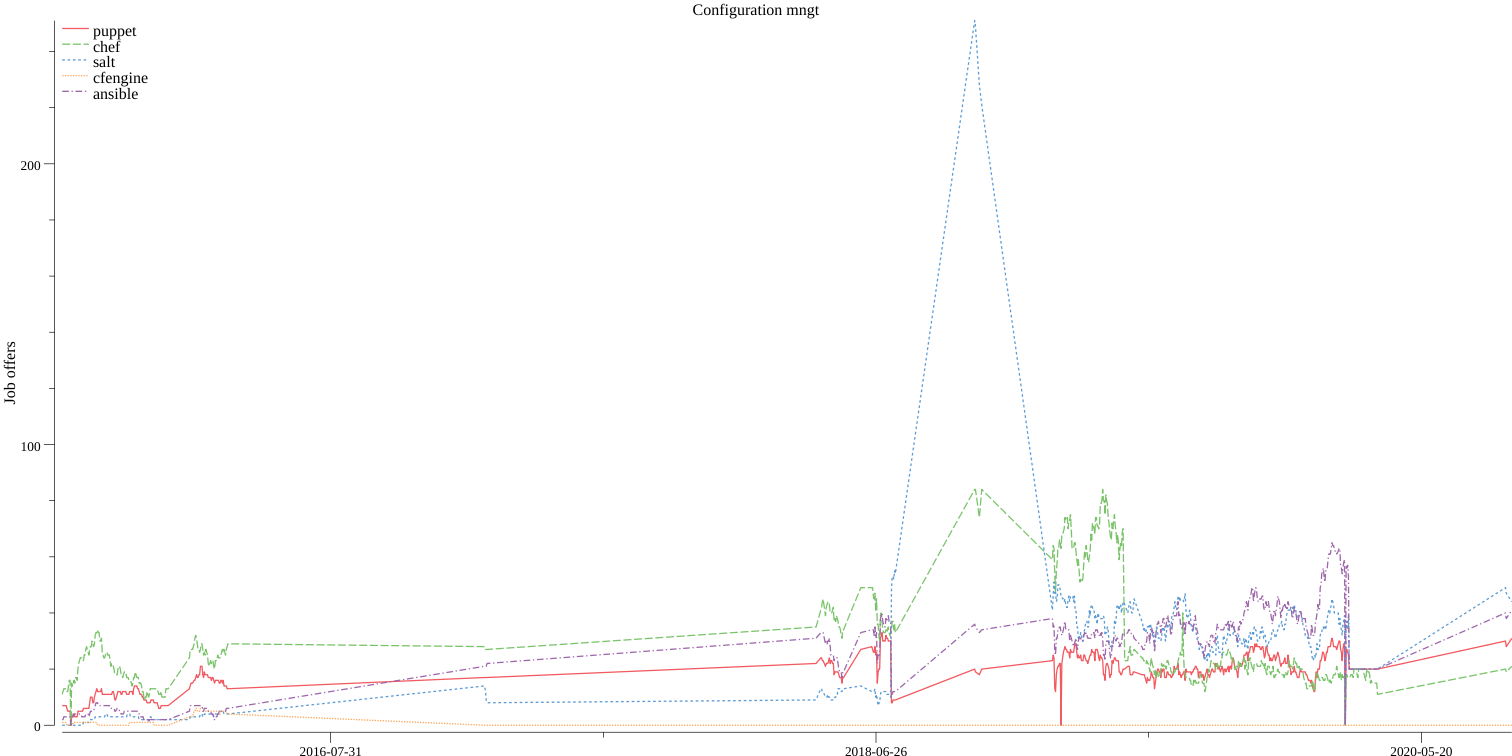 Configuration mngt
puppet
chef
salt
cfengine
ansible
200
100
0
Job offers
2016-07-31
2018-06-26
2020-05-20